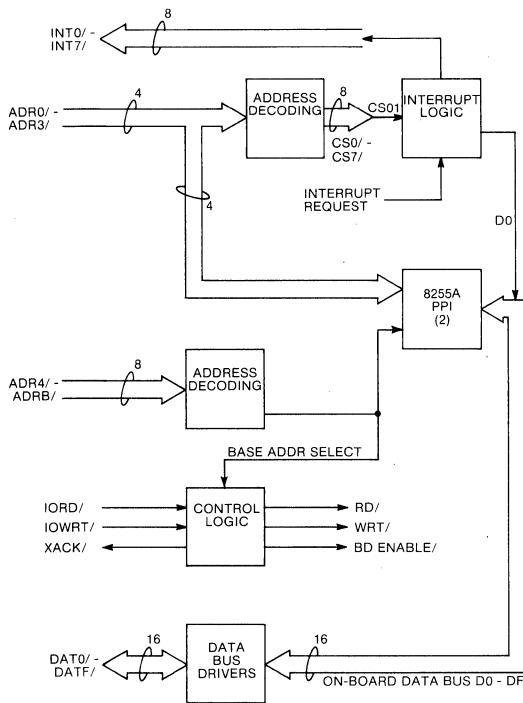 8
INT0/ -
INT7/
4
ADR0/ -
ADR3/
ADDRESS
DECODING
8
CS0/ -
CS7/
CS01
INTERRUPT
LOGIC
INTERRUPT
REQUEST
4
D0
8255A
PPI
(2)
8
ADR4/ -
ADRB/
ADDRESS
DECODING
BASE ADDR SELECT
IORD/
IOWRT/
XACK/
CONTROL
LOGIC
RD/
WRT/
BD ENABLE/
16
DAT0/ -
DATF/
DATA
BUS
DRIVERS
16
ON-BOARD DATA BUS D0 - DF